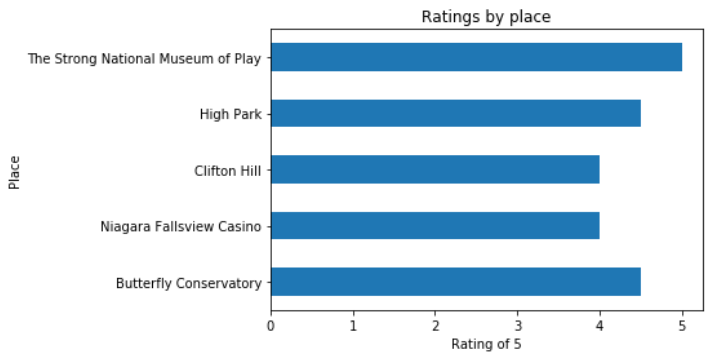 Ratings by place
The Strong National Museum of Play
High Park
Clifton Hill
Niagara Fallsview Casino
Butterfly Conservatory
Place
0 1 2 3 4 5
Rating of 5